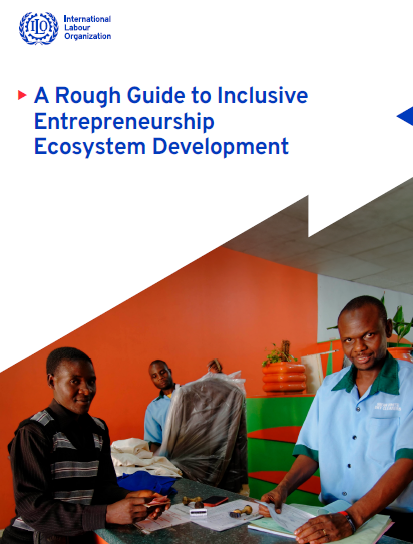 International
Labour
Organization
A Rough Guide to Inclusive
Entrepreneurship
Ecosystem Development